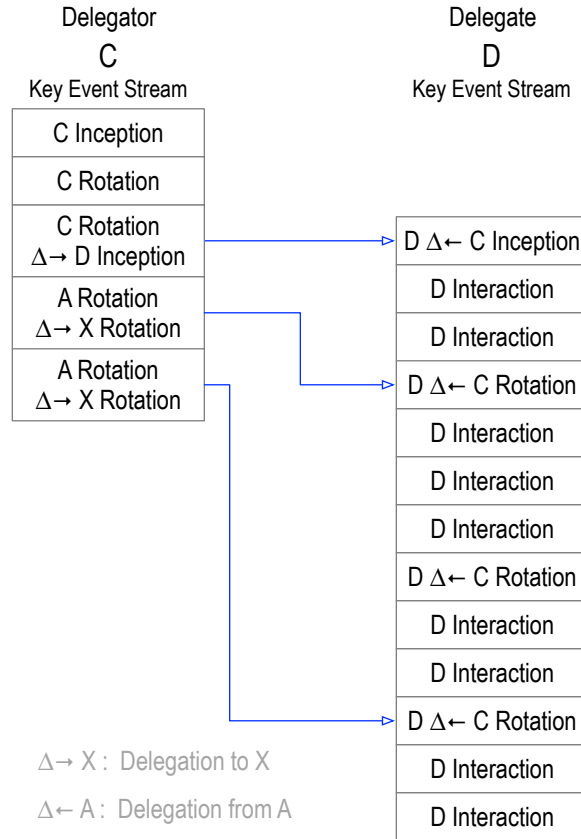 Delegator
C
Key Event Stream
C Inception
C Rotation
C Rotation
Δ→ D Inception
A Rotation
Δ→ X Rotation
A Rotation
Δ→ X Rotation
Δ→ X : Delegation to X
Δ← A : Delegation from A
Delegate
D
Key Event Stream
D Δ← C Inception
D Interaction
D Interaction
D Δ← C Rotation
D Interaction
D Interaction
D Interaction
D Δ← C Rotation
D Interaction
D Interaction
D Δ← C Rotation
D Interaction
D Interaction